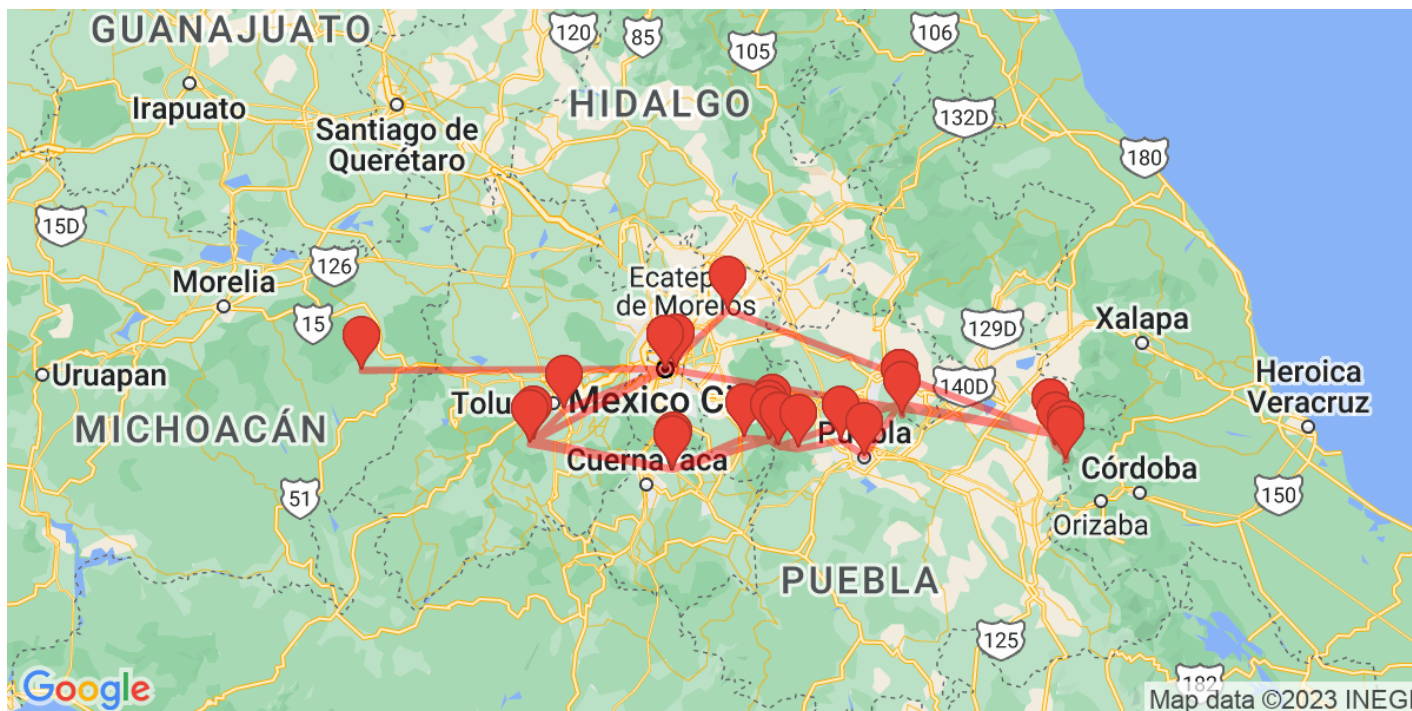 GUANAJUATO
120
85
105
106
Irapuato
HIDALGO
Santiago de
Querétaro
132D
180
15D
126
Morelia
Ecatep
de Morelos
15
129D
Xalapa
Uruapan
Tolu
Mexico Ci
140D
Heroica
Veracruz
MICHOACÁN
Puebla
Cuerna aca
Córdoba
51
150
Orizaba
PUEBLA
125
182
Google
Map data ©2023 INEGI